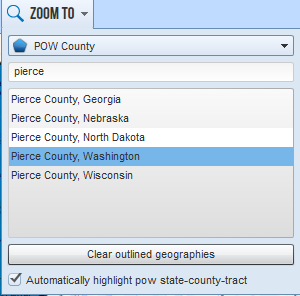 ZOOM TO
POW County
pierce
Pierce County, Georgia
Pierce County, Nebraska
Pierce County, North Dakota
Pierce County, Washington
Pierce County, Wisconsin
Clear outlined geographies
Automatically highlight pow state-county-tract